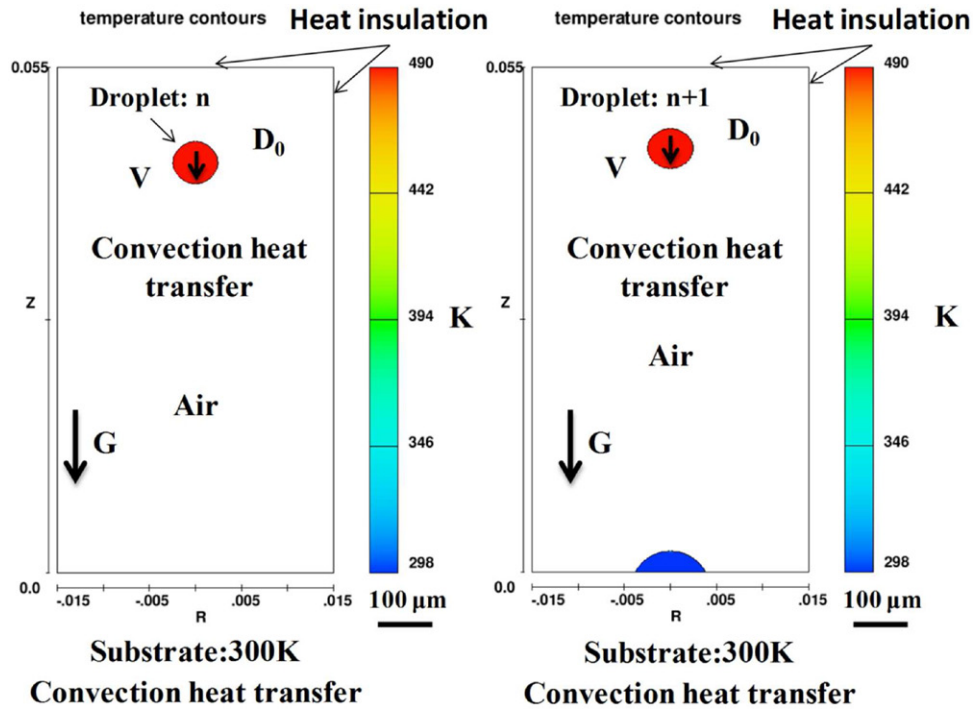 temperature contours
Heat insulation
0.055
490
Droplet: n
D0
V
442
Convection heat
transfer
Z
394
K
Air
G
346
298
0.0
-.015
-.005
.005
.015
R
100 μm
Substrate:300K
Convection heat transfer
temperature contours
Heat insulation
0.055
490
Droplet: n+1
D0
V
442
Convection heat
transfer
Z
394
K
Air
G
346
298
0.0
-.015
-.005
.005
.015
R
100 μm
Substrate:300K
Convection heat transfer